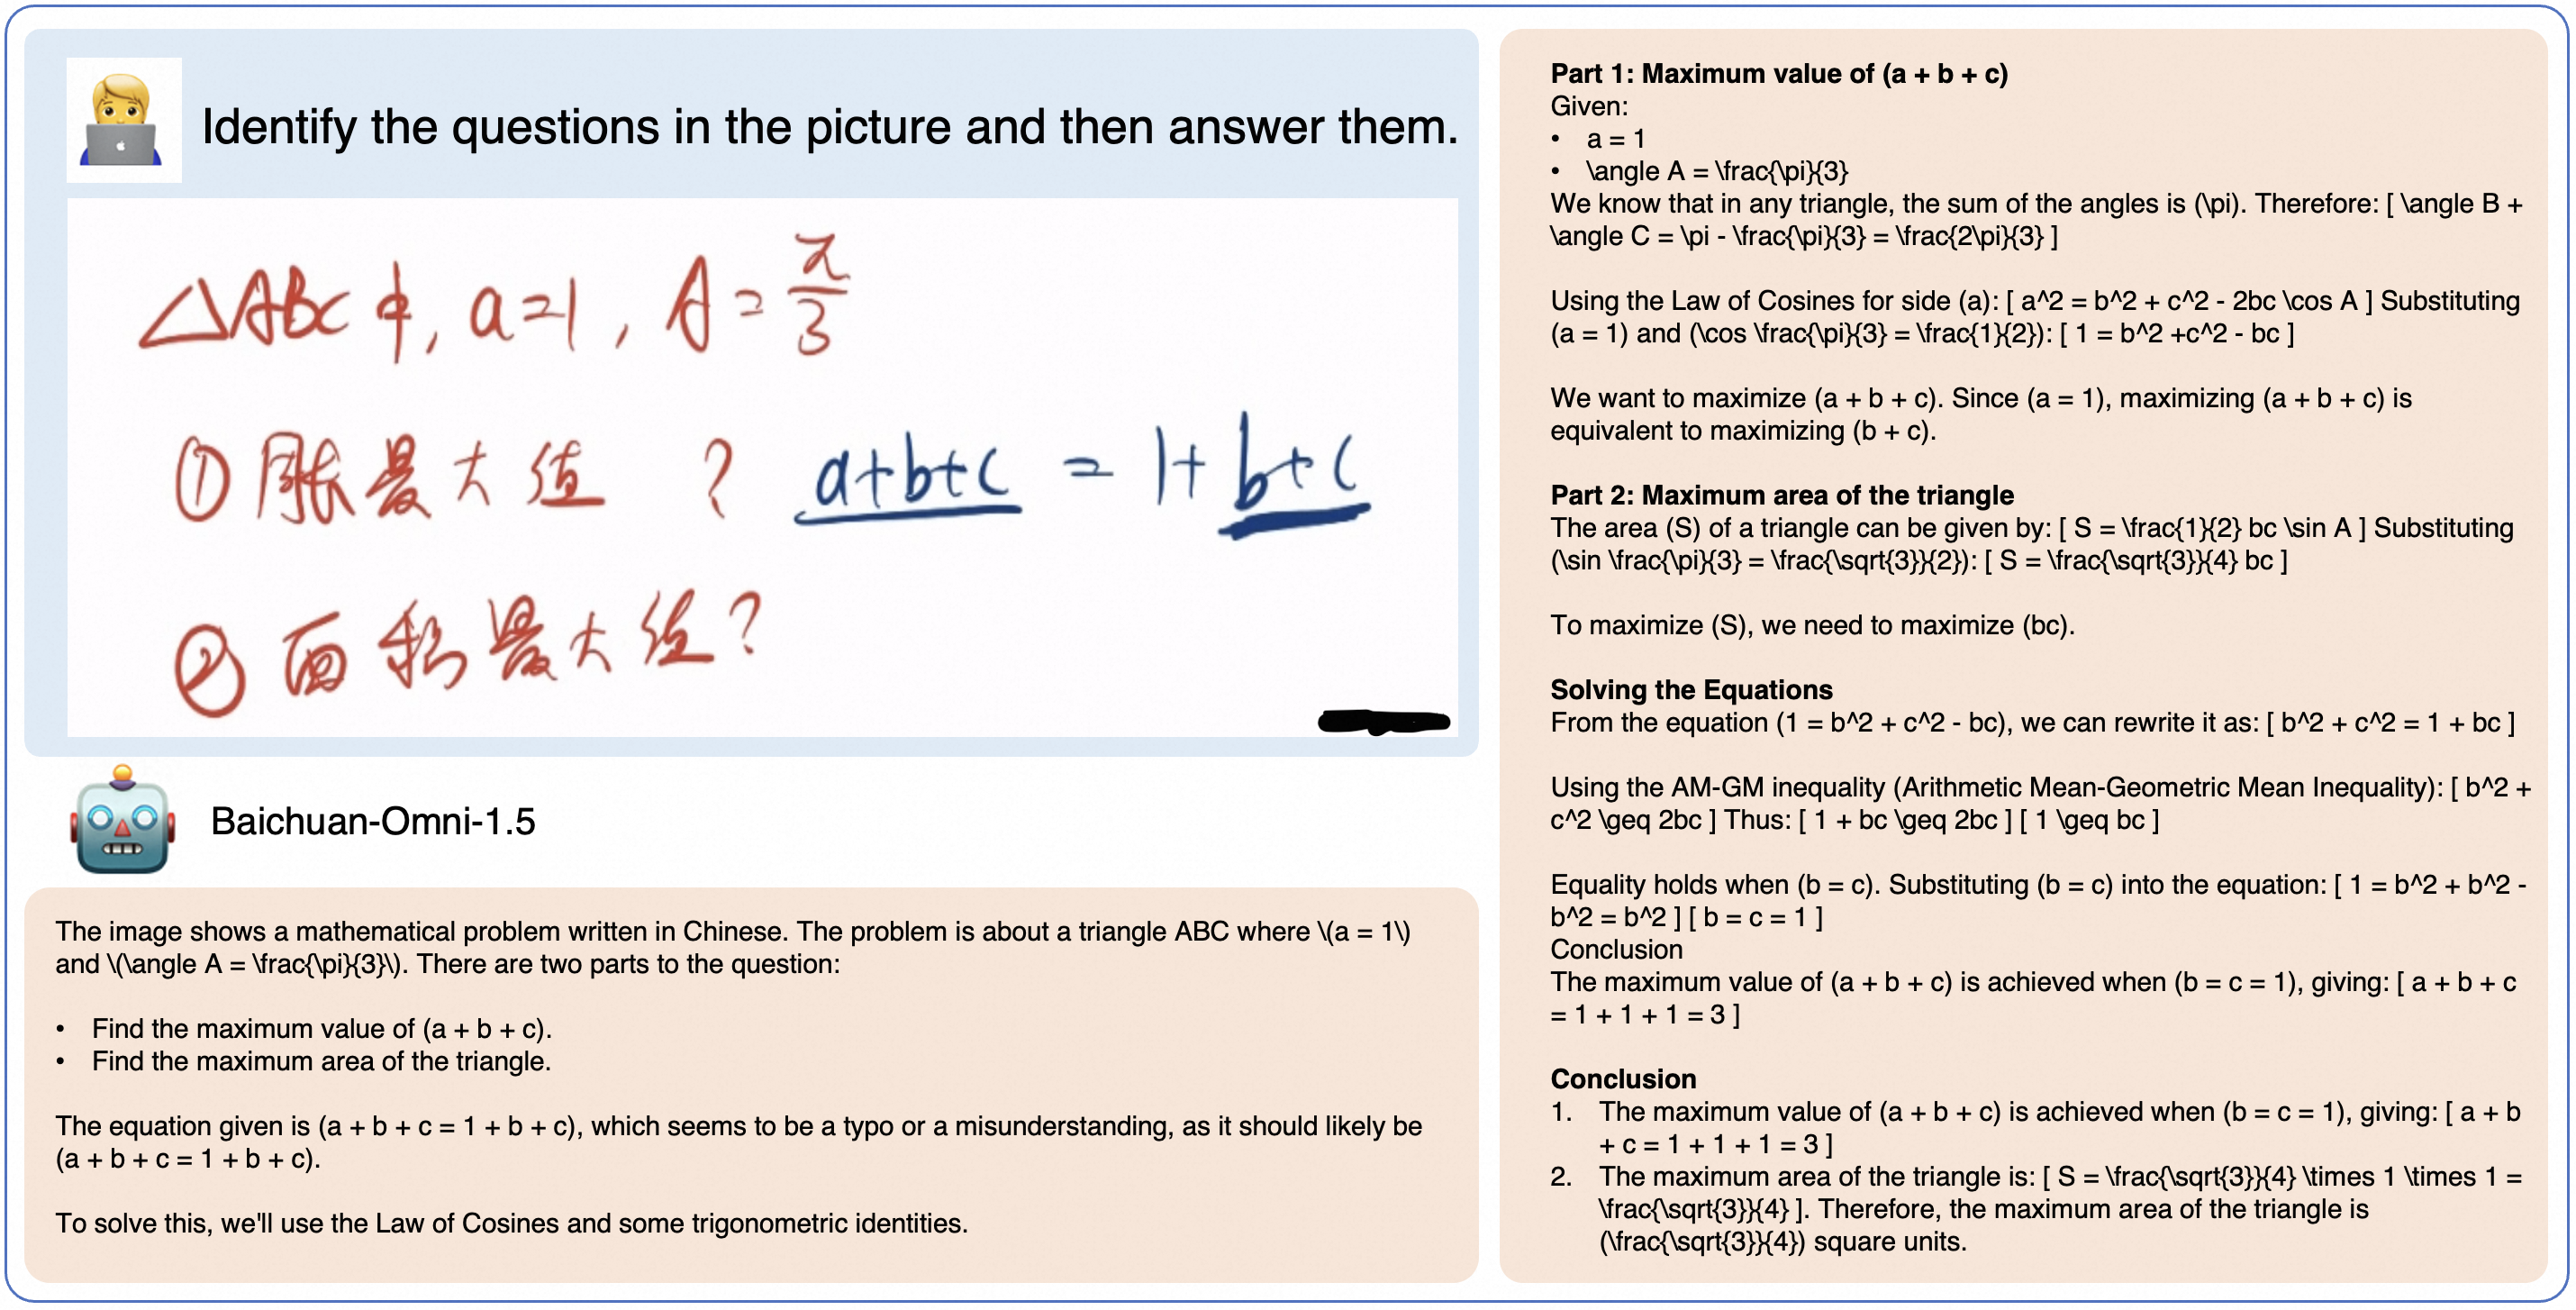 Identify the questions in the picture and then answer them.
△ABC中, a=1, A=π/3
① 周长最大值 ? a+b+c = 1+b+c
② 面积最大值?
Baichuan-Omni-1.5
The image shows a mathematical problem written in Chinese. The problem is about a triangle ABC where \(a = 1\)
and \(\angle A = \frac{\pi}{3}\). There are two parts to the question:
• Find the maximum value of (a + b + c).
• Find the maximum area of the triangle.
The equation given is (a + b + c = 1 + b + c), which seems to be a typo or a misunderstanding, as it should likely be
(a + b + c = 1 + b + c).
To solve this, we'll use the Law of Cosines and some trigonometric identities.
Part 1: Maximum value of (a + b + c)
Given:
• a = 1
• \angle A = \frac{\pi}{3}
We know that in any triangle, the sum of the angles is (\pi). Therefore: [ \angle B +
\angle C = \pi - \frac{\pi}{3} = \frac{2\pi}{3} ]
Using the Law of Cosines for side (a): [ a^2 = b^2 + c^2 - 2bc \cos A ] Substituting
(a = 1) and (\cos \frac{\pi}{3} = \frac{1}{2}): [ 1 = b^2 +c^2 - bc ]
We want to maximize (a + b + c). Since (a = 1), maximizing (a + b + c) is
equivalent to maximizing (b + c).
Part 2: Maximum area of the triangle
The area (S) of a triangle can be given by: [ S = \frac{1}{2} bc \sin A ] Substituting
(\sin \frac{\pi}{3} = \frac{\sqrt{3}}{2}): [ S = \frac{\sqrt{3}}{4} bc ]
To maximize (S), we need to maximize (bc).
Solving the Equations
From the equation (1 = b^2 + c^2 - bc), we can rewrite it as: [ b^2 + c^2 = 1 + bc ]
Using the AM-GM inequality (Arithmetic Mean-Geometric Mean Inequality): [ b^2 +
c^2 \geq 2bc ] Thus: [ 1 + bc \geq 2bc ] [ 1 \geq bc ]
Equality holds when (b = c). Substituting (b = c) into the equation: [ 1 = b^2 + b^2 -
b^2 = b^2 ] [ b = c = 1 ]
Conclusion
The maximum value of (a + b + c) is achieved when (b = c = 1), giving: [ a + b + c
= 1 + 1 + 1 = 3 ]
Conclusion
1. The maximum value of (a + b + c) is achieved when (b = c = 1), giving: [ a + b
+ c = 1 + 1 + 1 = 3 ]
2. The maximum area of the triangle is: [ S = \frac{\sqrt{3}}{4} \times 1 \times 1 =
\frac{\sqrt{3}}{4} ]. Therefore, the maximum area of the triangle is
(\frac{\sqrt{3}}{4}) square units.